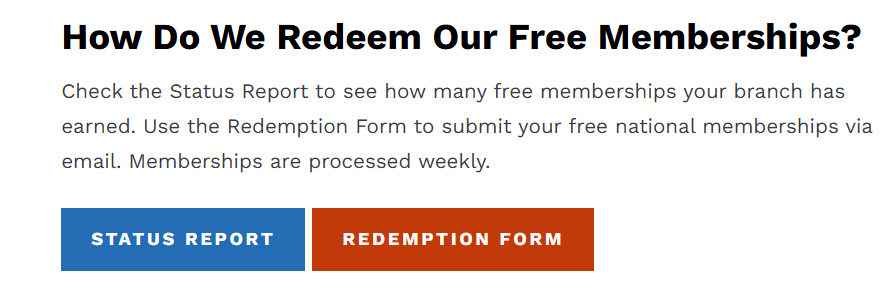 How Do We Redeem Our Free Memberships?
Check the Status Report to see how many free memberships your branch has
earned. Use the Redemption Form to submit your free national memberships via
email. Memberships are processed weekly.
STATUS REPORT
REDEMPTION FORM